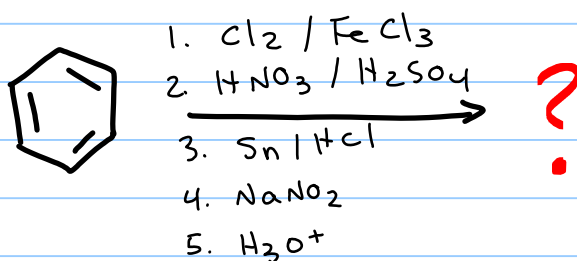 1. Cl2 / FeCl3
2. HNO3 / H2SO4
?
3. Sn / HCl
4. NaNO2
5. H3O+